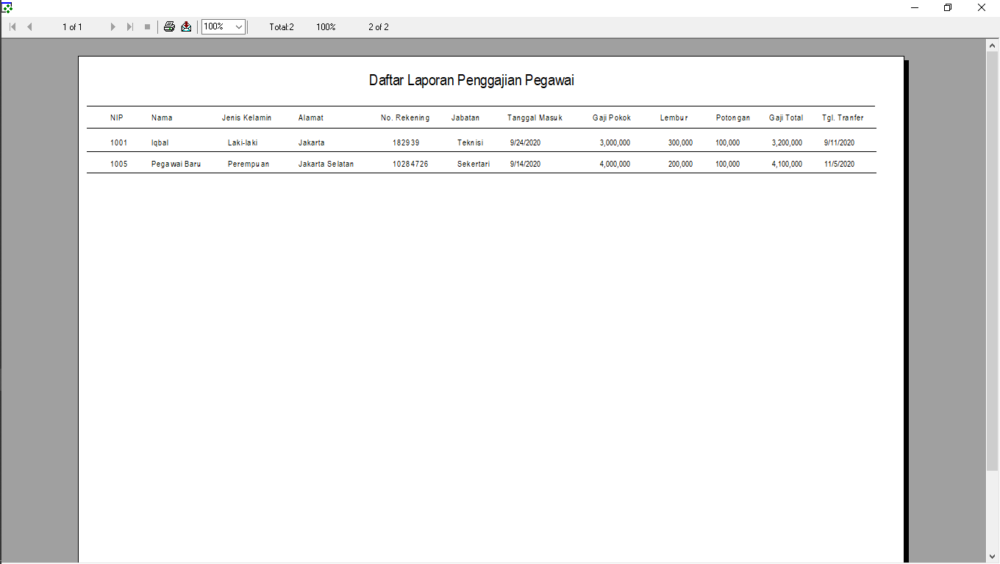 1 of 1 100% Total:2 100% 2 of 2
Daftar Laporan Penggajian Pegawai
NIP Nama Jenis Kelamin Alamat No. Rekening Jabatan Tanggal Masuk Gaji Pokok Lembur Potongan Gaji Total Tgl. Tranfer
1001 Iqbal Laki-laki Jakarta 182939 Teknisi 9/24/2020 3,000,000 300,000 100,000 3,200,000 9/11/2020
1005 Pegawai Baru Perempuan Jakarta Selatan 10284726 Sekertari 9/14/2020 4,000,000 200,000 100,000 4,100,000 11/5/2020